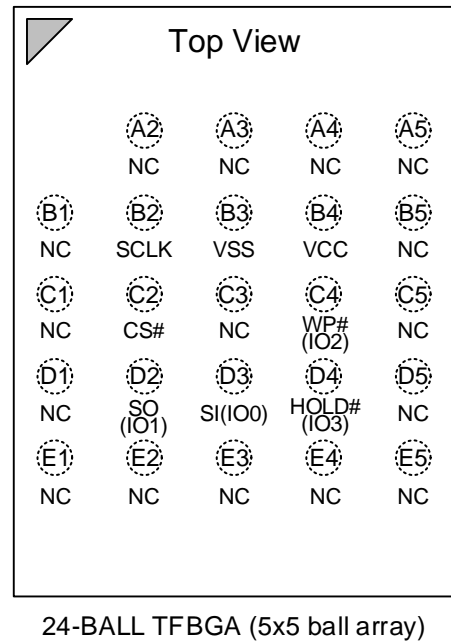 Top View
A2 A3 A4 A5
NC NC NC NC
B1 B2 B3 B4 B5
NC SCLK VSS VCC NC
C1 C2 C3 C4 C5
NC CS# NC WP# NC
(IO2)
D1 D2 D3 D4 D5
NC SO SI(IO0) HOLD# NC
(IO1) (IO3)
E1 E2 E3 E4 E5
NC NC NC NC NC
24-BALL TFBGA (5x5 ball array)